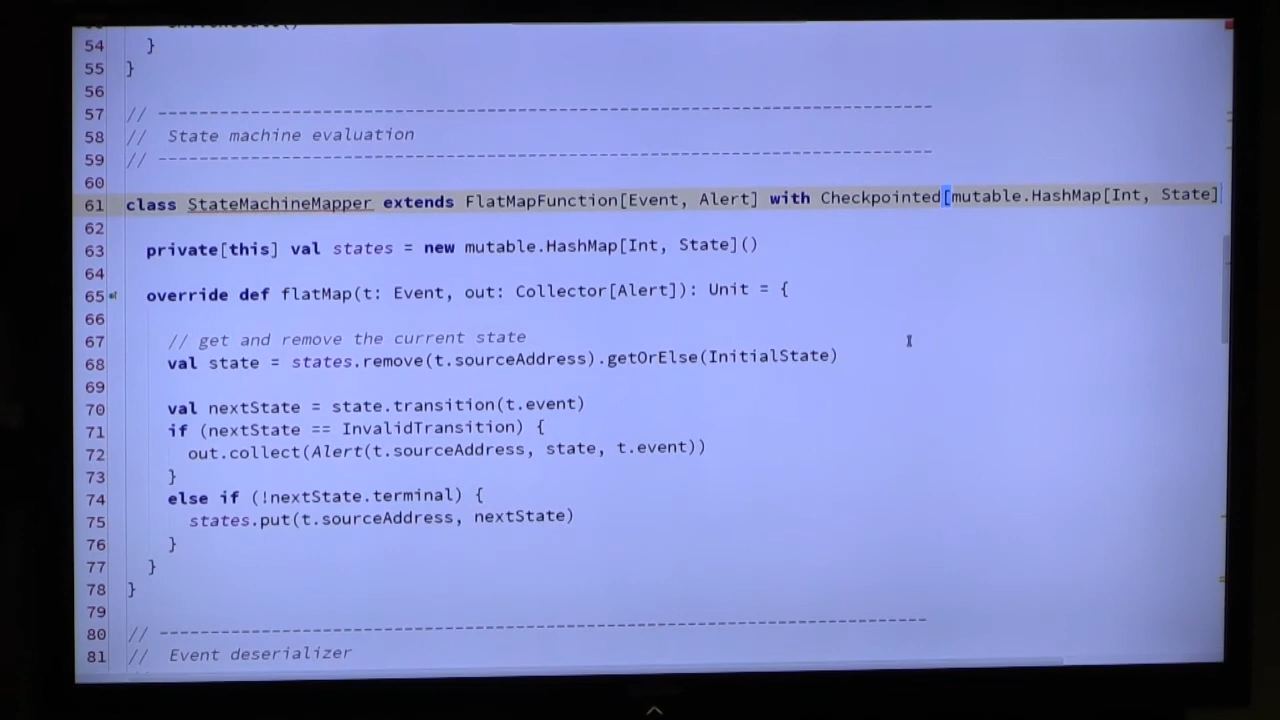 54   }
55 }
56
57 // ---------------------------------------------------------------------------
58 //  State machine evaluation
59 // ---------------------------------------------------------------------------
60
61 class StateMachineMapper extends FlatMapFunction[Event, Alert] with Checkpointed[mutable.HashMap[Int, State]
62
63   private[this] val states = new mutable.HashMap[Int, State]()
64
65   override def flatMap(t: Event, out: Collector[Alert]): Unit = {
66
67     // get and remove the current state
68     val state = states.remove(t.sourceAddress).getOrElse(InitialState)
69
70     val nextState = state.transition(t.event)
71     if (nextState == InvalidTransition) {
72       out.collect(Alert(t.sourceAddress, state, t.event))
73     }
74     else if (!nextState.terminal) {
75       states.put(t.sourceAddress, nextState)
76     }
77   }
78 }
79
80 // ---------------------------------------------------------------------------
81 //  Event deserializer